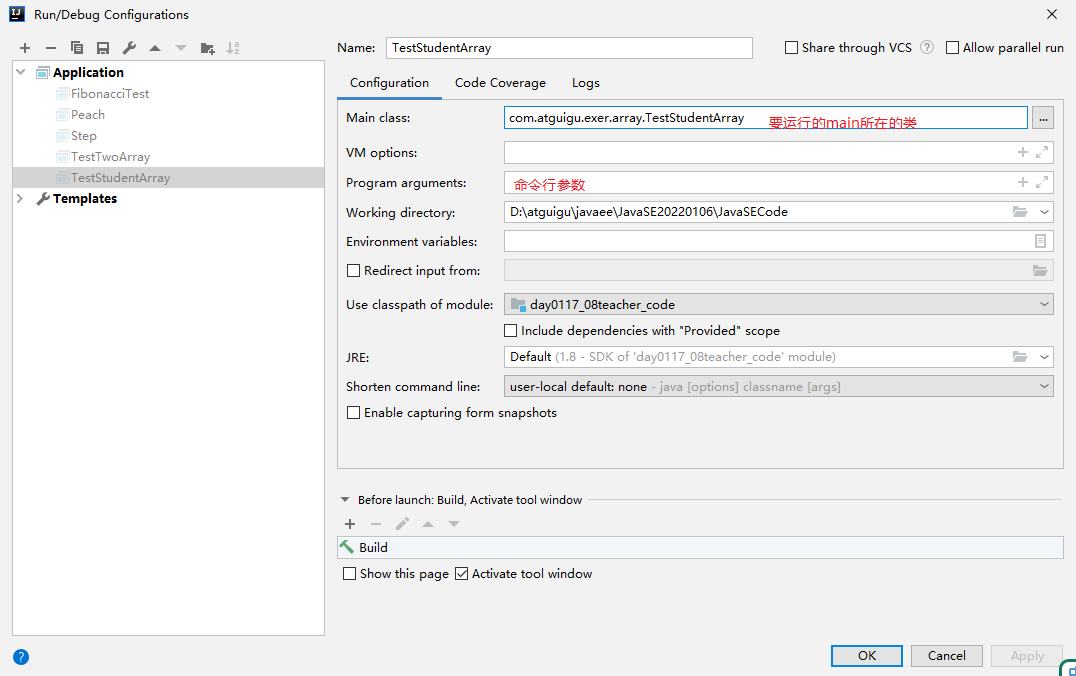 Run/Debug Configurations
Name: TestStudentArray
Share through VCS
Allow parallel run
Application
FibonacciTest
Peach
Step
TestTwoArray
TestStudentArray
Templates
Configuration Code Coverage Logs
Main class: com.atguigu.exer.array.TestStudentArray 要运行的main所在的类 ...
VM options:
Program arguments: 命令行参数
Working directory: D:\atguigu\javaee\JavaSE20220106\JavaSECode
Environment variables:
Redirect input from:
Use classpath of module: day0117_08teacher_code
Include dependencies with "Provided" scope
JRE: Default (1.8 - SDK of 'day0117_08teacher_code' module)
Shorten command line: user-local default: none - java [options] classname [args]
Enable capturing form snapshots
Before launch: Build, Activate tool window
Build
Show this page Activate tool window
OK Cancel Apply